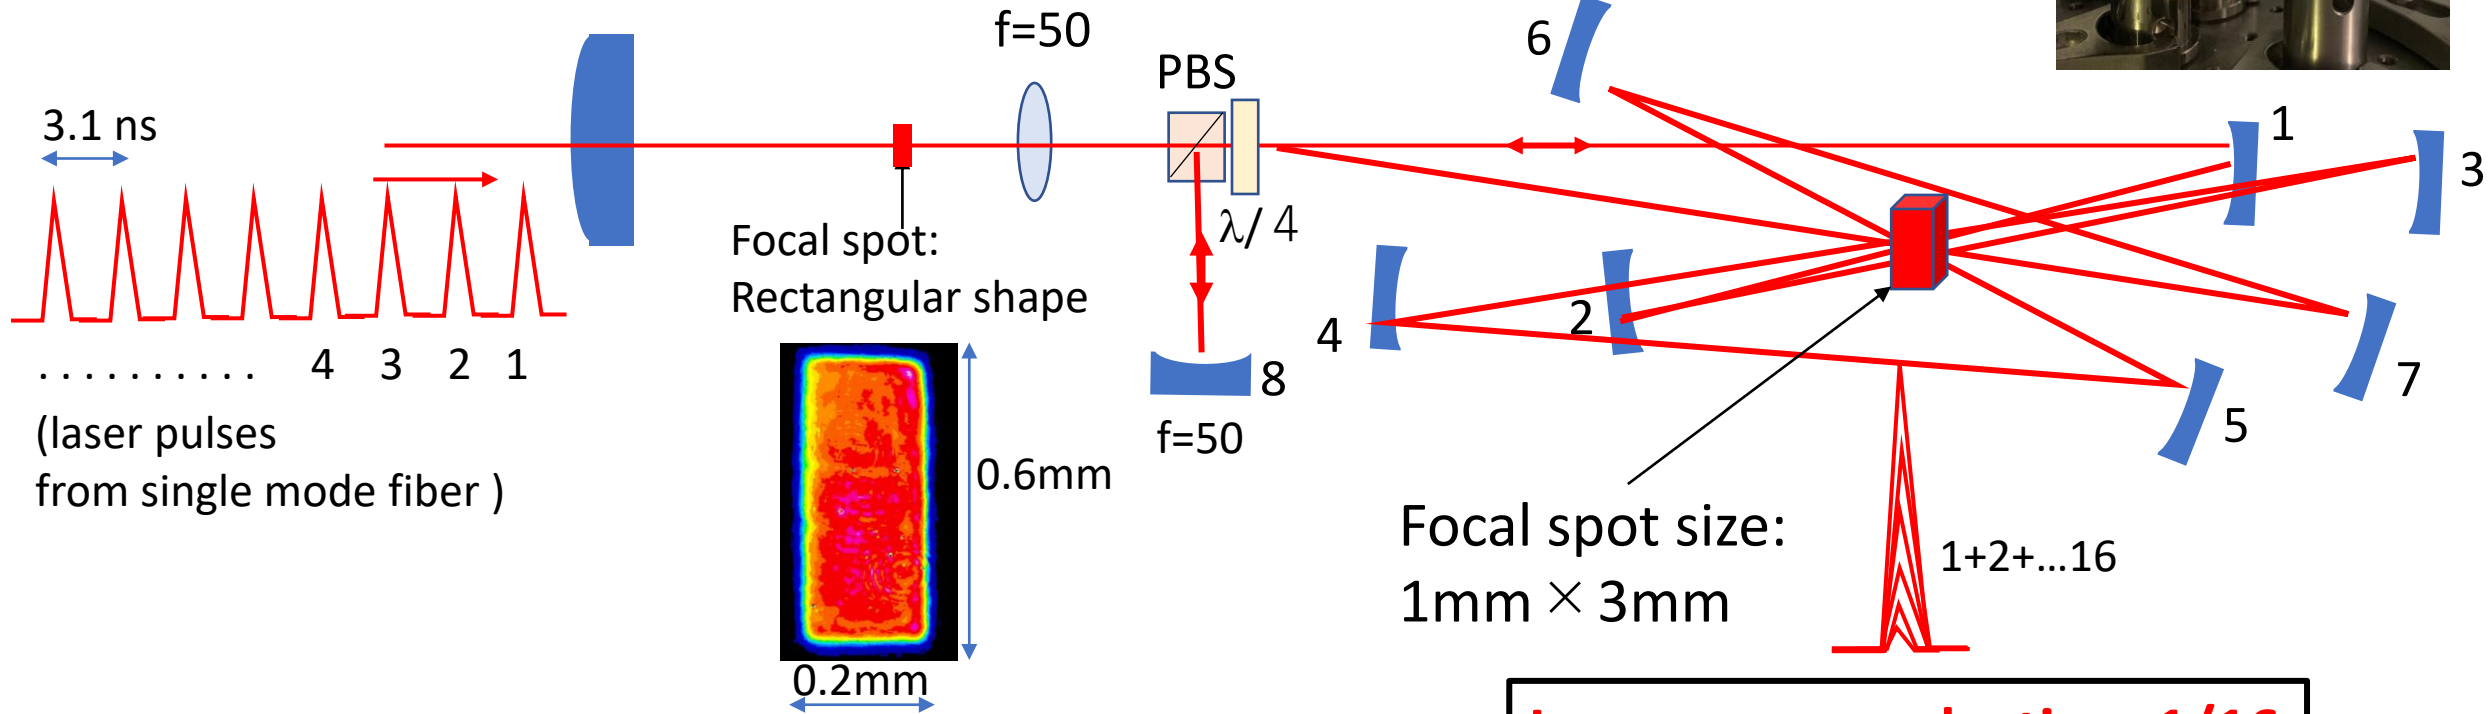 f=50
PBS
6
1
3
3.1 ns
λ/ 4
Focal spot:
Rectangular shape
4
2
8
7
5
f=50
. . . . . . . . . . 4 3 2 1
(laser pulses
from single mode fiber )
0.6mm
0.2mm
Focal spot size:
1mm × 3mm
1+2+...16